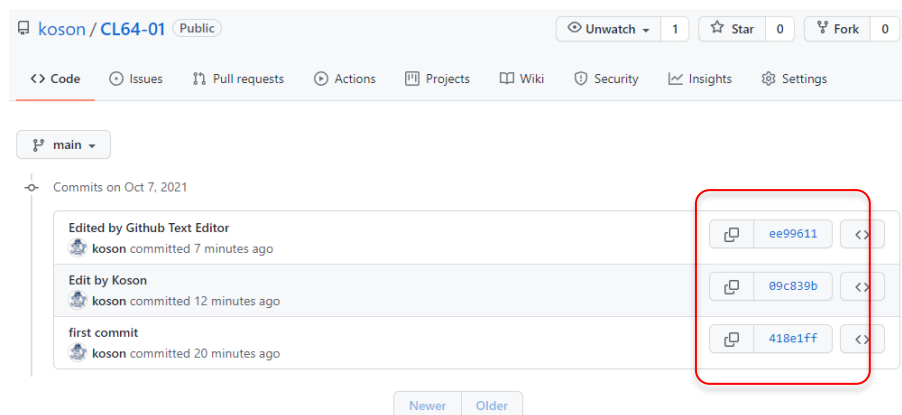 koson / CL64-01 Public Unwatch 1 Star 0 Fork 0
Code Issues Pull requests Actions Projects Wiki Security Insights Settings
main
Commits on Oct 7, 2021
Edited by Github Text Editor
koson committed 7 minutes ago ee99611
Edit by Koson
koson committed 12 minutes ago 09c839b
first commit
koson committed 20 minutes ago 418e1ff
Newer Older